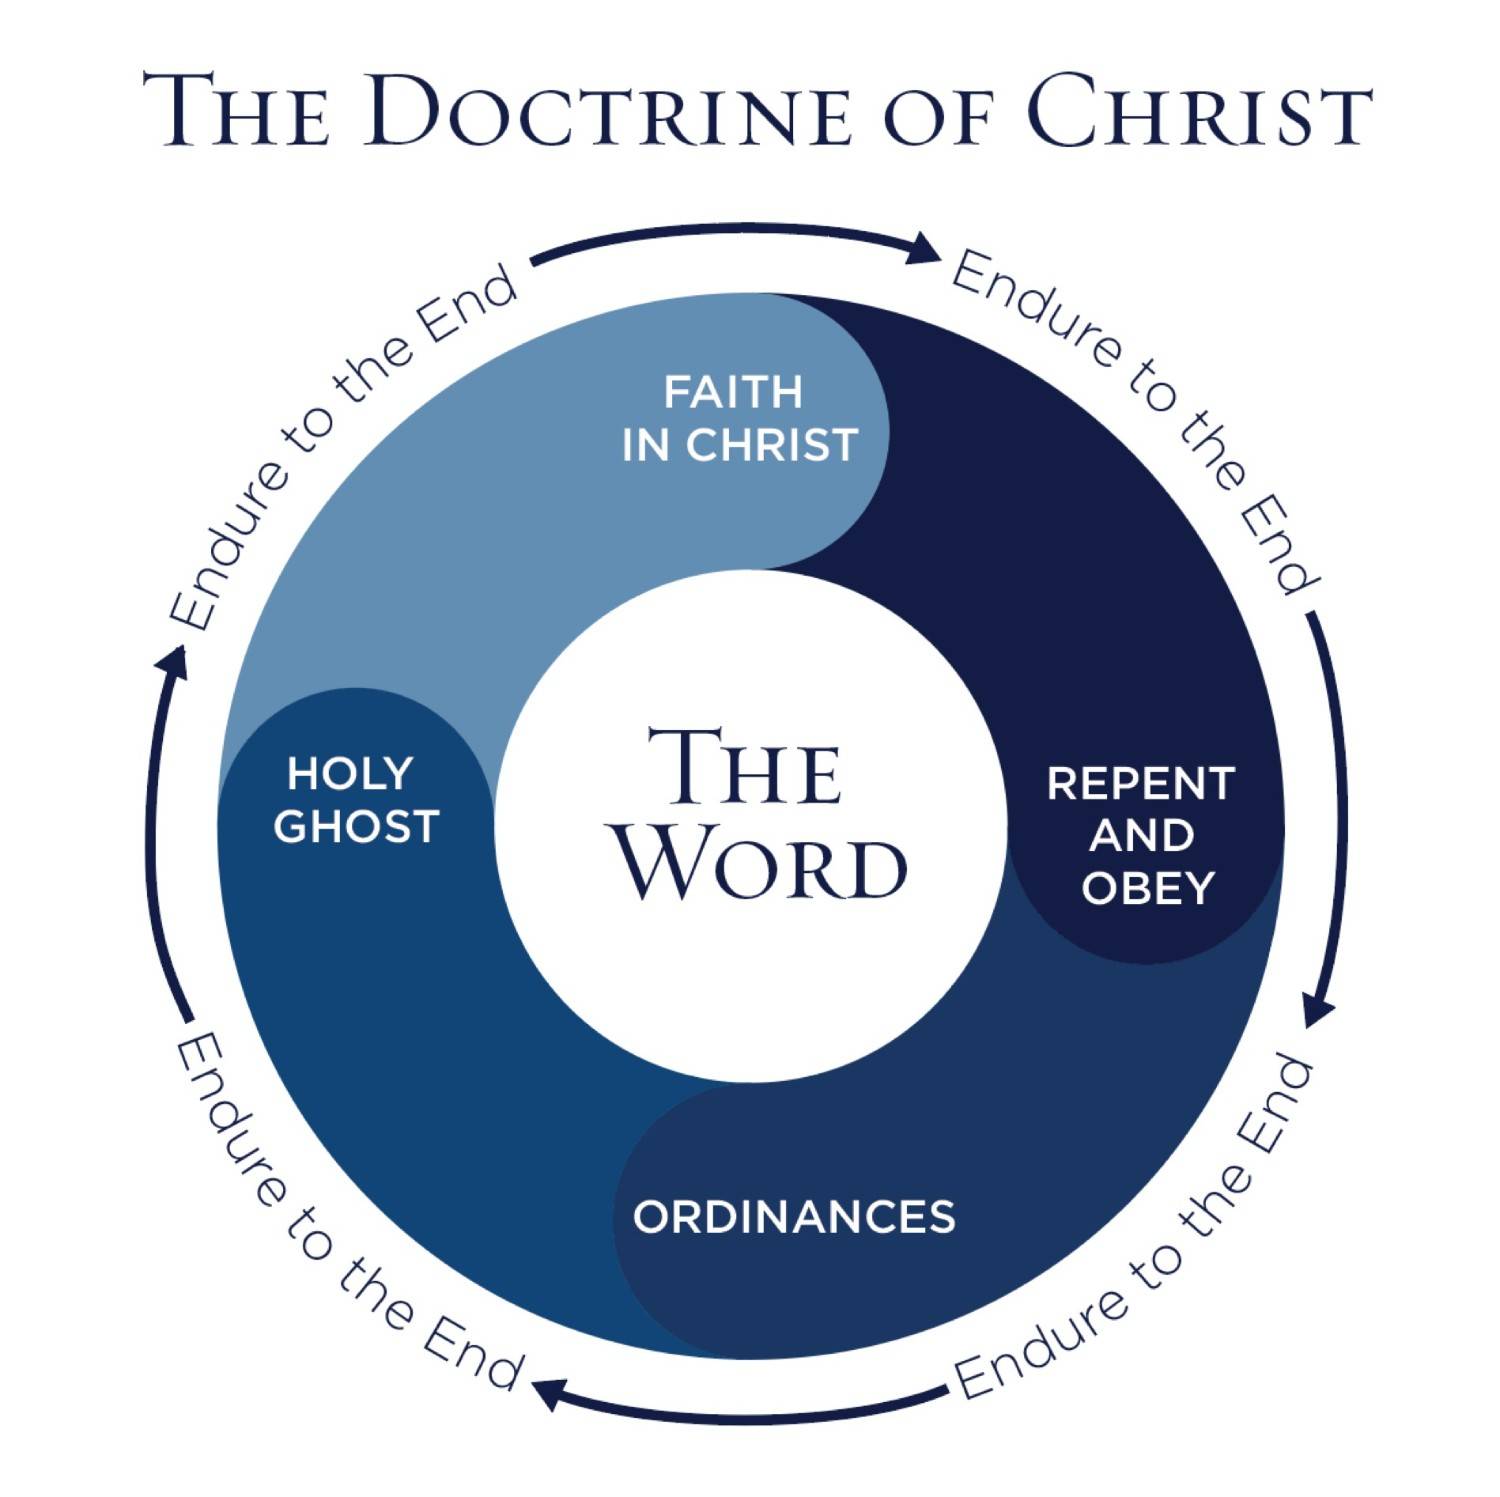 THE DOCTRINE OF CHRIST
Endure to the End
Endure to the End
FAITH
IN CHRIST
HOLY
GHOST
THE
WORD
REPENT
AND
OBEY
ORDINANCES
Endure to the End
Endure to the End